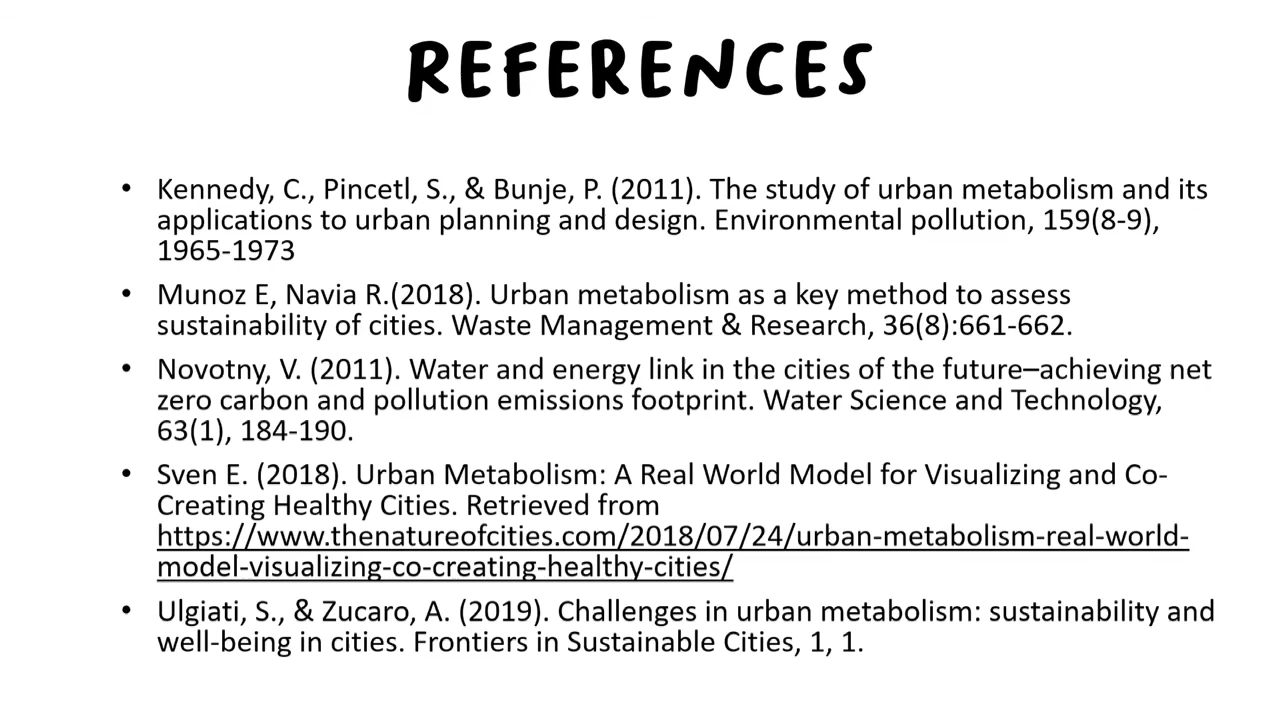 REFERENCES
• Kennedy, C., Pincetl, S., & Bunje, P. (2011). The study of urban metabolism and its
applications to urban planning and design. Environmental pollution, 159(8-9),
1965-1973
• Munoz E, Navia R.(2018). Urban metabolism as a key method to assess
sustainability of cities. Waste Management & Research, 36(8):661-662.
• Novotny, V. (2011). Water and energy link in the cities of the future–achieving net
zero carbon and pollution emissions footprint. Water Science and Technology,
63(1), 184-190.
• Sven E. (2018). Urban Metabolism: A Real World Model for Visualizing and Co-
Creating Healthy Cities. Retrieved from
https://www.thenatureofcities.com/2018/07/24/urban-metabolism-real-world-
model-visualizing-co-creating-healthy-cities/
• Ulgiati, S., & Zucaro, A. (2019). Challenges in urban metabolism: sustainability and
well-being in cities. Frontiers in Sustainable Cities, 1, 1.